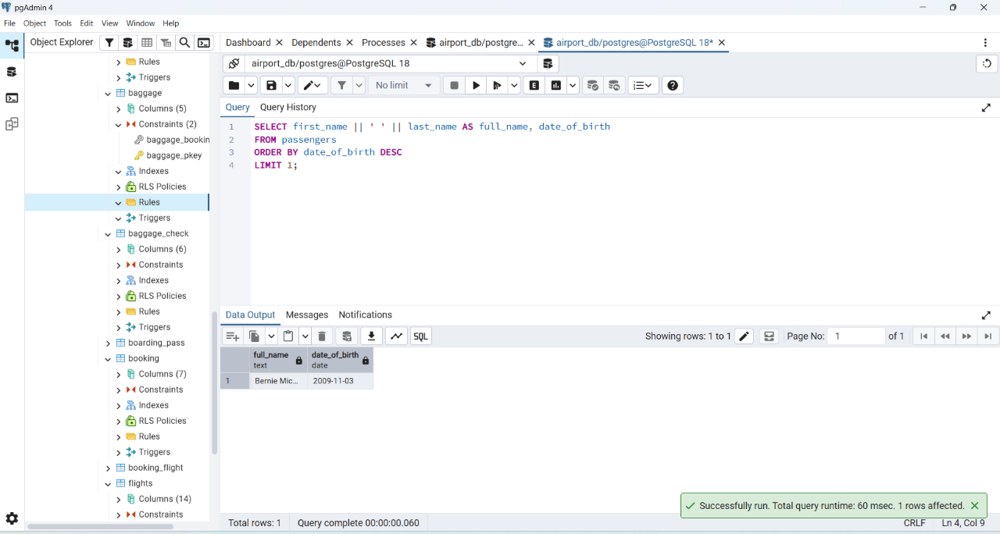 pgAdmin 4
File Object Tools Edit View Window Help
Object Explorer
Dashboard Dependents Processes airport_db/postgre... airport_db/postgres@PostgreSQL 18*
airport_db/postgres@PostgreSQL 18
No limit
E
Query Query History
1 SELECT first_name || ' ' || last_name AS full_name, date_of_birth
2 FROM passengers
3 ORDER BY date_of_birth DESC
4 LIMIT 1;
Rules
Triggers
baggage
Columns (5)
Constraints (2)
baggage_bookin
baggage_pkey
Indexes
RLS Policies
Rules
Triggers
baggage_check
Columns (6)
Constraints
Indexes
RLS Policies
Rules
Triggers
boarding_pass
booking
Columns (7)
Constraints
Indexes
RLS Policies
Rules
Triggers
booking_flight
flights
Columns (14)
Constraints
Data Output Messages Notifications
SQL
Showing rows: 1 to 1
Page No: 1 of 1
full_name date_of_birth
text date
1 Bernie Mic... 2009-11-03
Successfully run. Total query runtime: 60 msec. 1 rows affected.
Total rows: 1 Query complete 00:00:00.060 CRLF Ln 4, Col 9